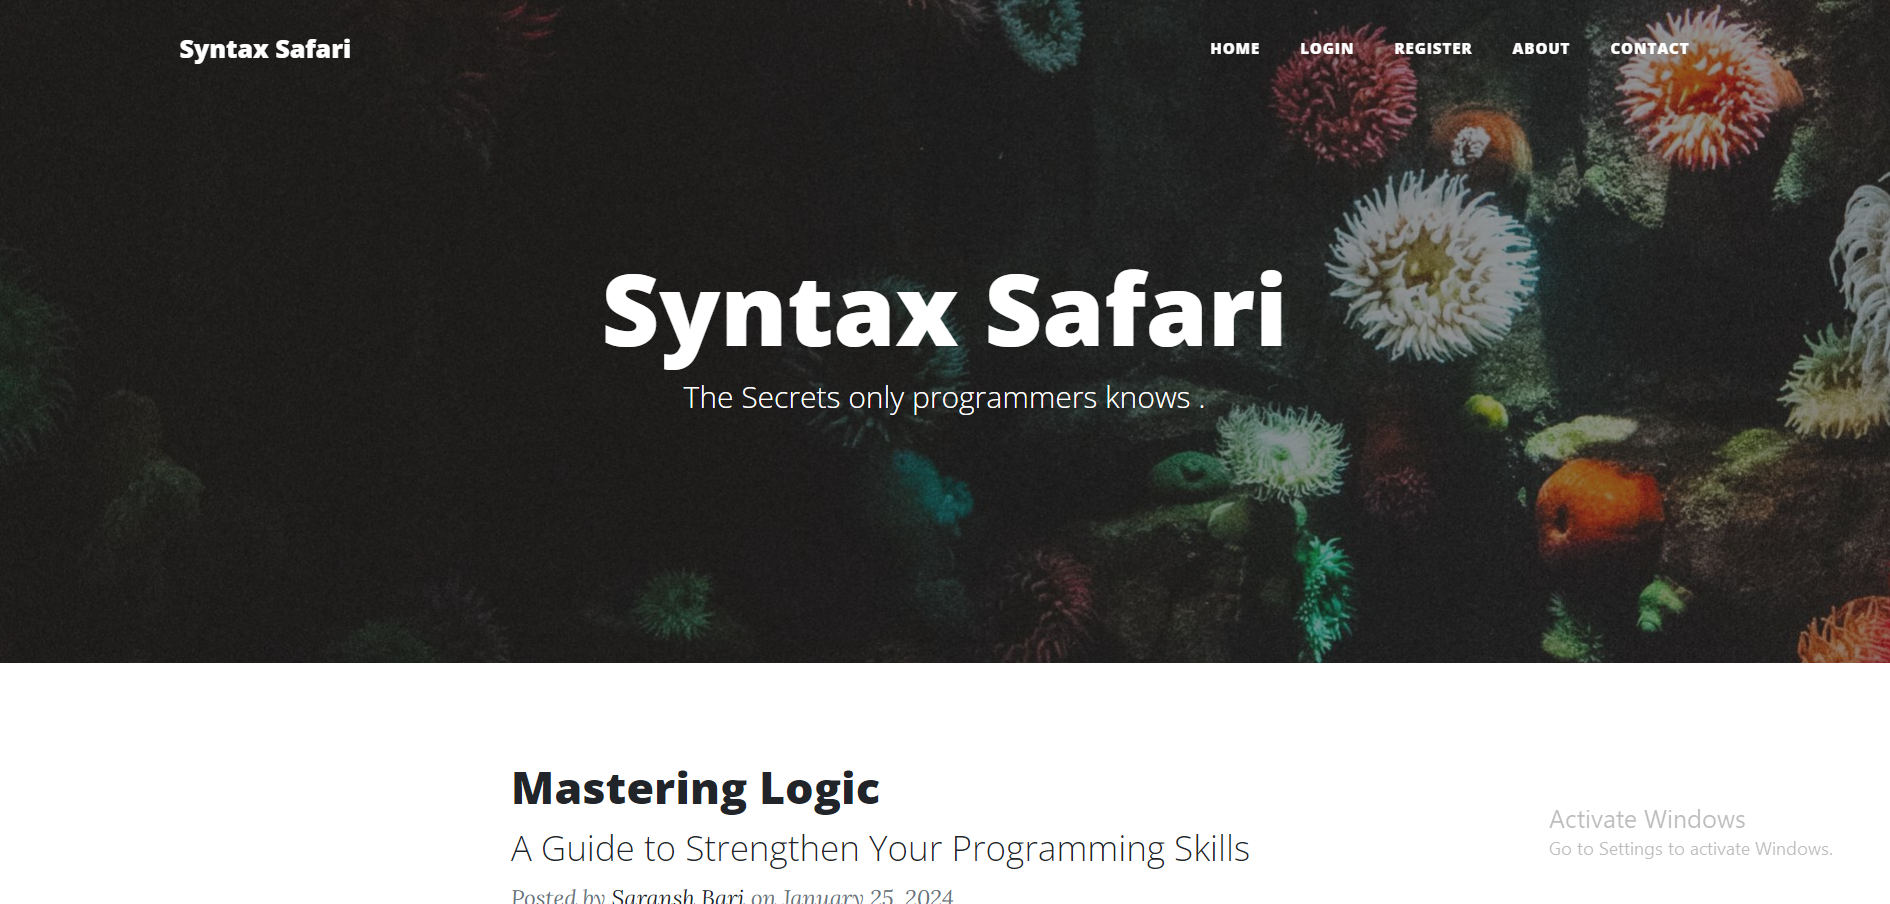 Syntax Safari
HOME LOGIN REGISTER ABOUT CONTACT
Syntax Safari
The Secrets only programmers knows .
Mastering Logic
A Guide to Strengthen Your Programming Skills
Posted by Saransh Bari on January 25, 2024
Activate Windows
Go to Settings to activate Windows.